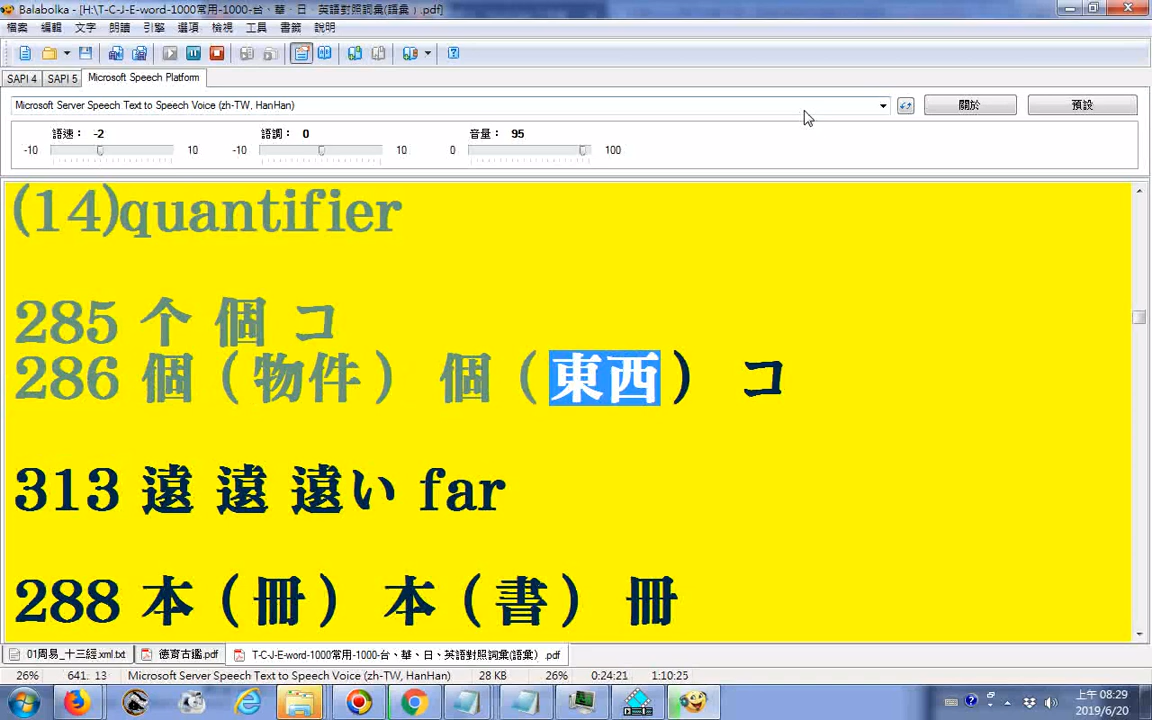 Balabolka - [H:\T-C-J-E-word-1000常用-1000-台、華、日、英語對照詞彙(語彙).pdf]
檔案 編輯 文字 朗讀 引擎 選項 檢視 工具 書籤 說明
SAPI 4 SAPI 5 Microsoft Speech Platform
Microsoft Server Speech Text to Speech Voice (zh-TW, HanHan) 關於 預設
語速： -2 語調： 0 音量： 95
-10 10 -10 10 0 100
(14)quantifier
285 个 個 コ
286 個（物件） 個（東西） コ
313 遠 遠 遠い far
288 本（冊） 本（書） 冊
01周易_十三經.xml.txt 德育古鑑.pdf T-C-J-E-word-1000常用-1000-台、華、日、英語對照詞彙(語彙）.pdf
26% 641: 13 Microsoft Server Speech Text to Speech Voice (zh-TW, HanHan) 28 KB 26% 0:24:21 1:10:25
上午 08:29
2019/6/20